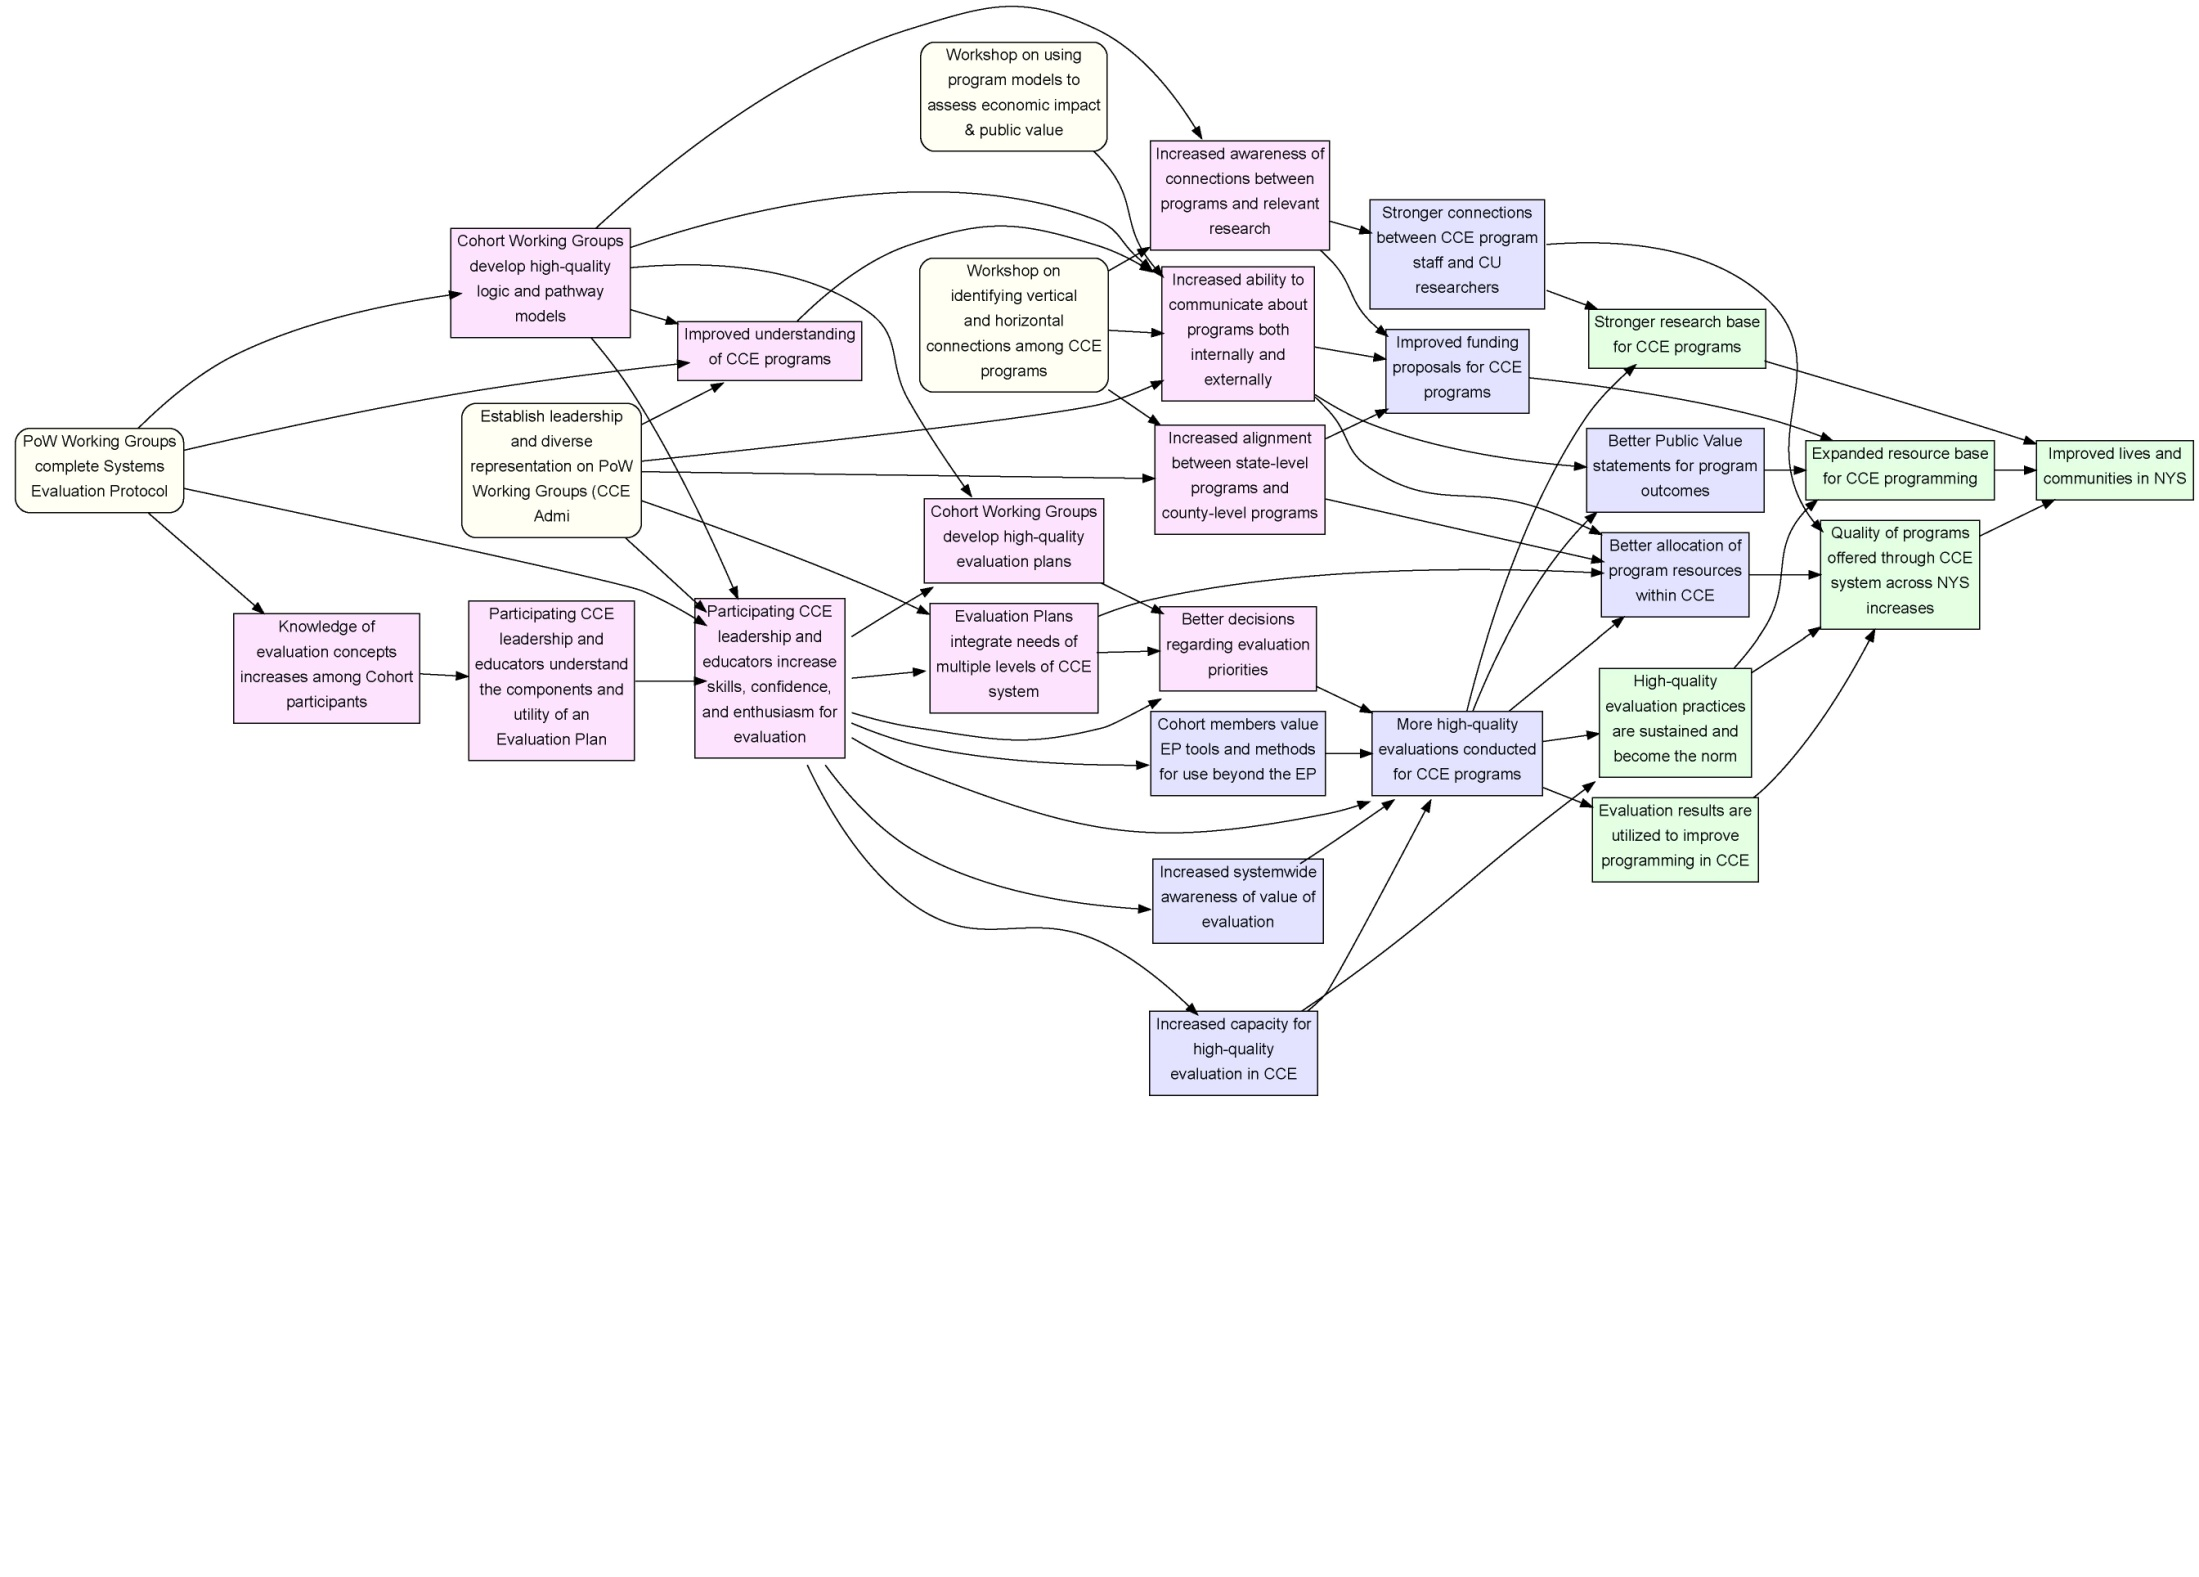 Workshop on using
program models to
assess economic impact
& public value
Increased awareness of
connections between
programs and relevant
research
Stronger connections
between CCE program
staff and CU
researchers
Cohort Working Groups
develop high-quality
logic and pathway
models
Workshop on
identifying vertical
and horizontal
connections among CCE
programs
Increased ability to
communicate about
programs both
internally and
externally
Improved understanding
of CCE programs
Improved funding
proposals for CCE
programs
Stronger research base
for CCE programs
PoW Working Groups
complete Systems
Evaluation Protocol
Establish leadership
and diverse
representation on PoW
Working Groups (CCE
Admi
Increased alignment
between state-level
programs and
county-level programs
Better Public Value
statements for program
outcomes
Expanded resource base
for CCE programming
Improved lives and
communities in NYS
Cohort Working Groups
develop high-quality
evaluation plans
Better allocation of
program resources
within CCE
Quality of programs
offered through CCE
system across NYS
increases
Knowledge of
evaluation concepts
increases among Cohort
participants
Participating CCE
leadership and
educators understand
the components and
utility of an
Evaluation Plan
Participating CCE
leadership and
educators increase
skills, confidence,
and enthusiasm for
evaluation
Evaluation Plans
integrate needs of
multiple levels of CCE
system
Better decisions
regarding evaluation
priorities
Cohort members value
EP tools and methods
for use beyond the EP
More high-quality
evaluations conducted
for CCE programs
High-quality
evaluation practices
are sustained and
become the norm
Evaluation results are
utilized to improve
programming in CCE
Increased systemwide
awareness of value of
evaluation
Increased capacity for
high-quality
evaluation in CCE